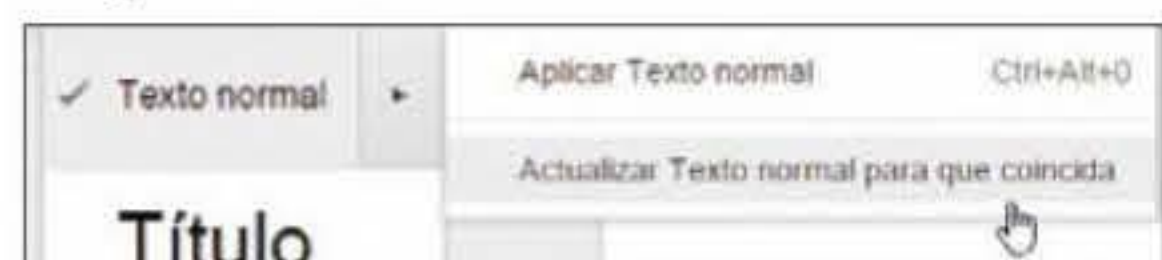 Texto normal
Aplicar Texto normal Ctrl+Alt+0
Actualizar Texto normal para que coincida
Título